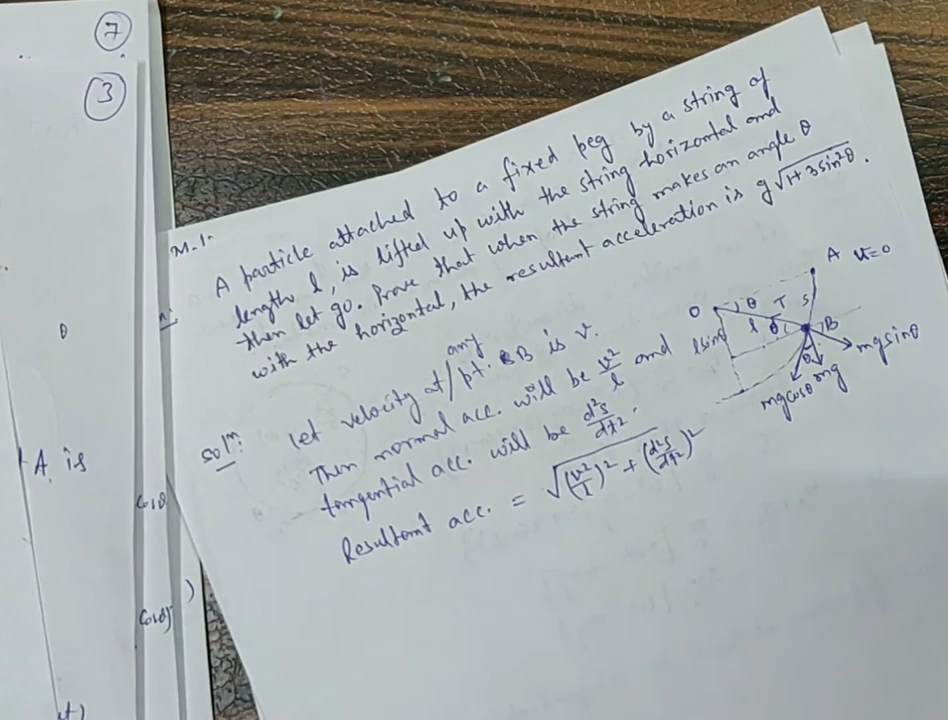 7
3
M.I:
A particle attached to a fixed peg by a string of
length l, is lifted up with the string horizontal and
then let go. Prove that when the string makes an angle θ
with the horizontal, the resultant acceleration is g√(1+3sin²θ).
Solⁿ: Let velocity at any pt. B is v.
Then normal acc. will be v²/l and
tangential acc. will be d²s/dt².
Resultant acc. = √((v²/l)² + (d²s/dt²)²)
O θ T S A u=0
l θ B
l sinθ
θ
mg sinθ
mg cosθ mg
θ
A is
cosθ